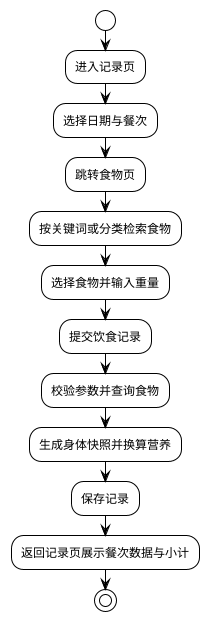 进入记录页
选择日期与餐次
跳转食物页
按关键词或分类检索食物
选择食物并输入重量
提交饮食记录
校验参数并查询食物
生成身体快照并换算营养
保存记录
返回记录页展示餐次数据与小计